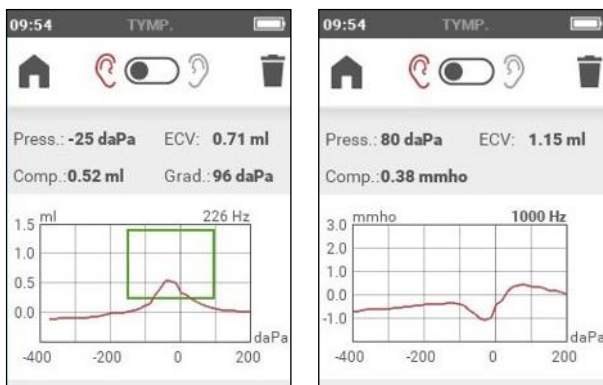 09:54 TYMP.
Press.: -25 daPa ECV: 0.71 ml
Comp.:0.52 ml Grad.:96 daPa
ml 226 Hz
1.5
1.0
0.5
0.0
daPa
-400 -200 0 200
09:54 TYMP.
Press.: 80 daPa ECV: 1.15 ml
Comp.:0.38 mmho
mmho 1000 Hz
3.0
2.0
1.0
0.0
-1.0
daPa
-400 -200 0 200